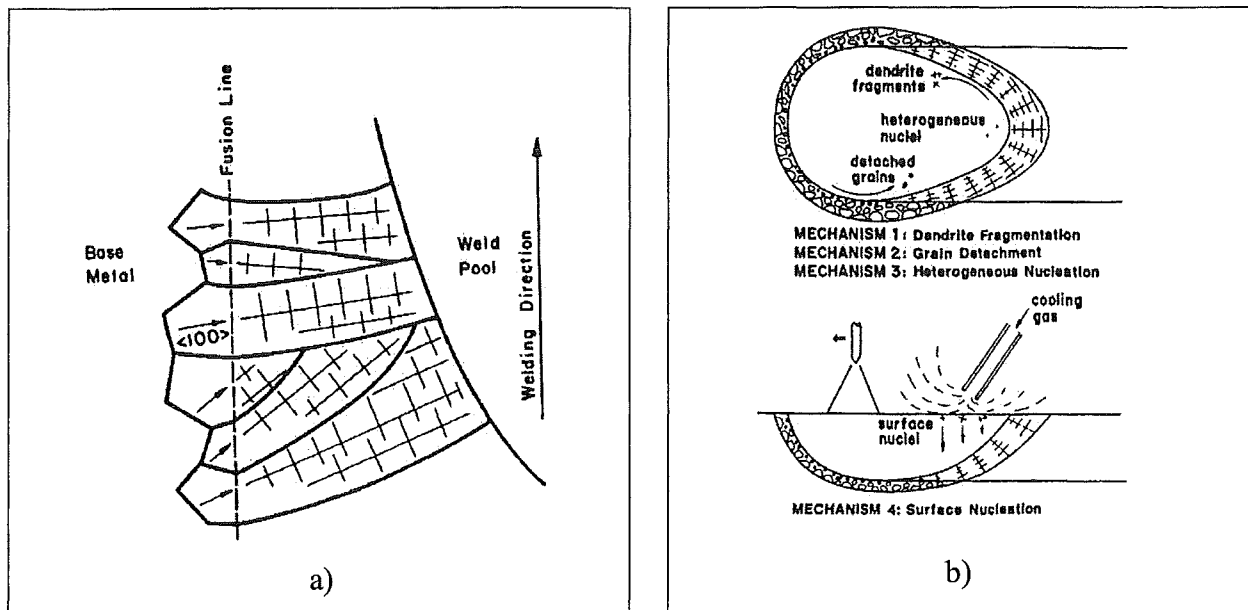 Fusion Line
Base
Metal
<100>
Weld
Pool
Welding Direction
a)
dendrite
fragments
heterogeneous
nuclei
detached
grains
MECHANISM 1: Dendrite Fragmentation
MECHANISM 2: Grain Detachment
MECHANISM 3: Heterogeneous Nucleation
cooling
gas
surface
nuclei
MECHANISM 4: Surface Nucleation
b)